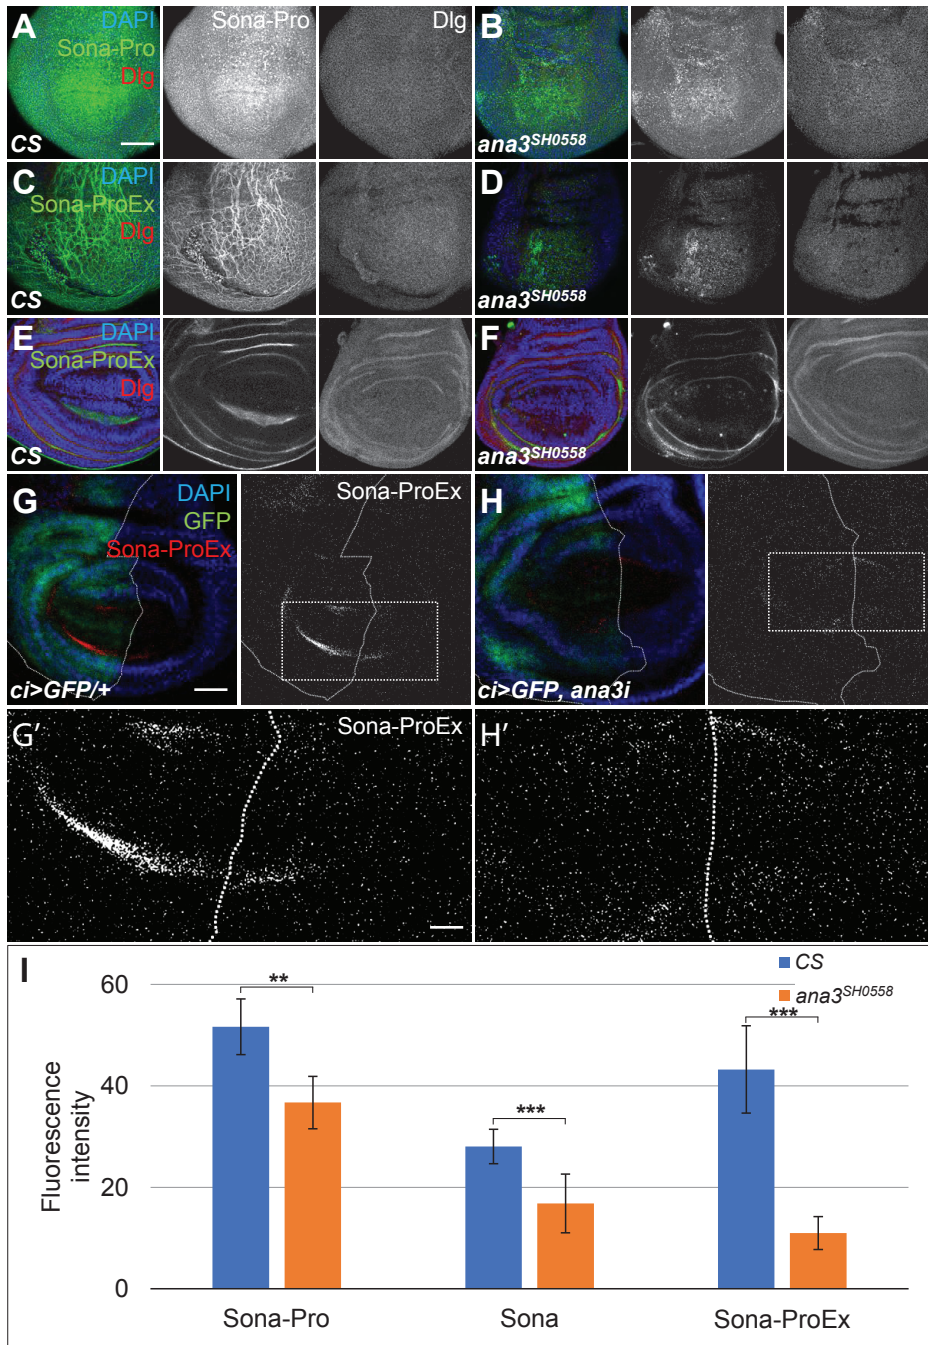 A DAPI Sona-Pro Dlg B
Sona-Pro
Dlg
CS ana3SH0558
C DAPI D
Sona-ProEx
Dlg
CS ana3SH0558
E DAPI F
Sona-ProEx
Dlg
CS ana3SH0558
G DAPI Sona-ProEx H
GFP
Sona-ProEx
ci>GFP/+ ci>GFP, ana3i
G' Sona-ProEx H'
I
CS
ana3SH0558
Fluorescence
intensity
60
40
20
0
** *** ***
Sona-Pro Sona Sona-ProEx